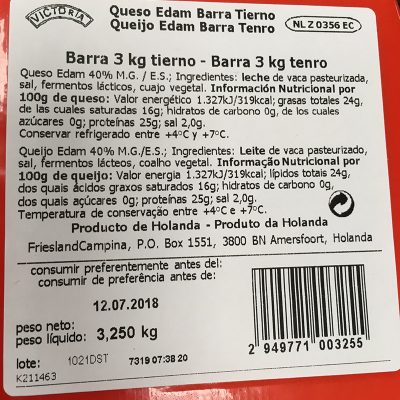 VICTORIA
Queso Edam Barra Tierno
Queijo Edam Barra Tenro
NL Z 0356 EC
Barra 3 kg tierno - Barra 3 kg tenro
Queso Edam 40% M.G. / E.S.; Ingredientes: leche de vaca pasteurizada,
sal, fermentos lácticos, cuajo vegetal. Información Nutricional por
100g de queso: Valor energético 1.327kJ/319kcal; grasas totales 24g,
de las cuales saturadas 16g; hidratos de carbono 0g, de los cuales
azúcares 0g; proteínas 25g; sal 2,0g.
Conservar refrigerado entre +4ºC y +7ºC.
Queijo Edam 40% M.G./E.S.; Ingredientes: Leite de vaca pasteurizada,
sal, fermentos lácteos, coalho vegetal. Informação Nutricional por
100g de queijo: Valor energia 1.327kJ/319kcal; lípidos totais 24g,
dos quais ácidos graxos saturados 16g; hidratos de carbono 0g,
dos quais açúcares 0g; proteínas 25g; sal 2,0g.
Temperatura de conservação entre +4ºC e +7ºC.
Producto de Holanda - Produto da Holanda
FrieslandCampina, P.O. Box 1551, 3800 BN Amersfoort, Holanda
consumir preferentemente antes del:
consumir de preferência antes de:
12.07.2018
peso neto:
peso líquido: 3,250 kg
lote: 1021DST 7319 07:38 20
K211463
2 949771 003255